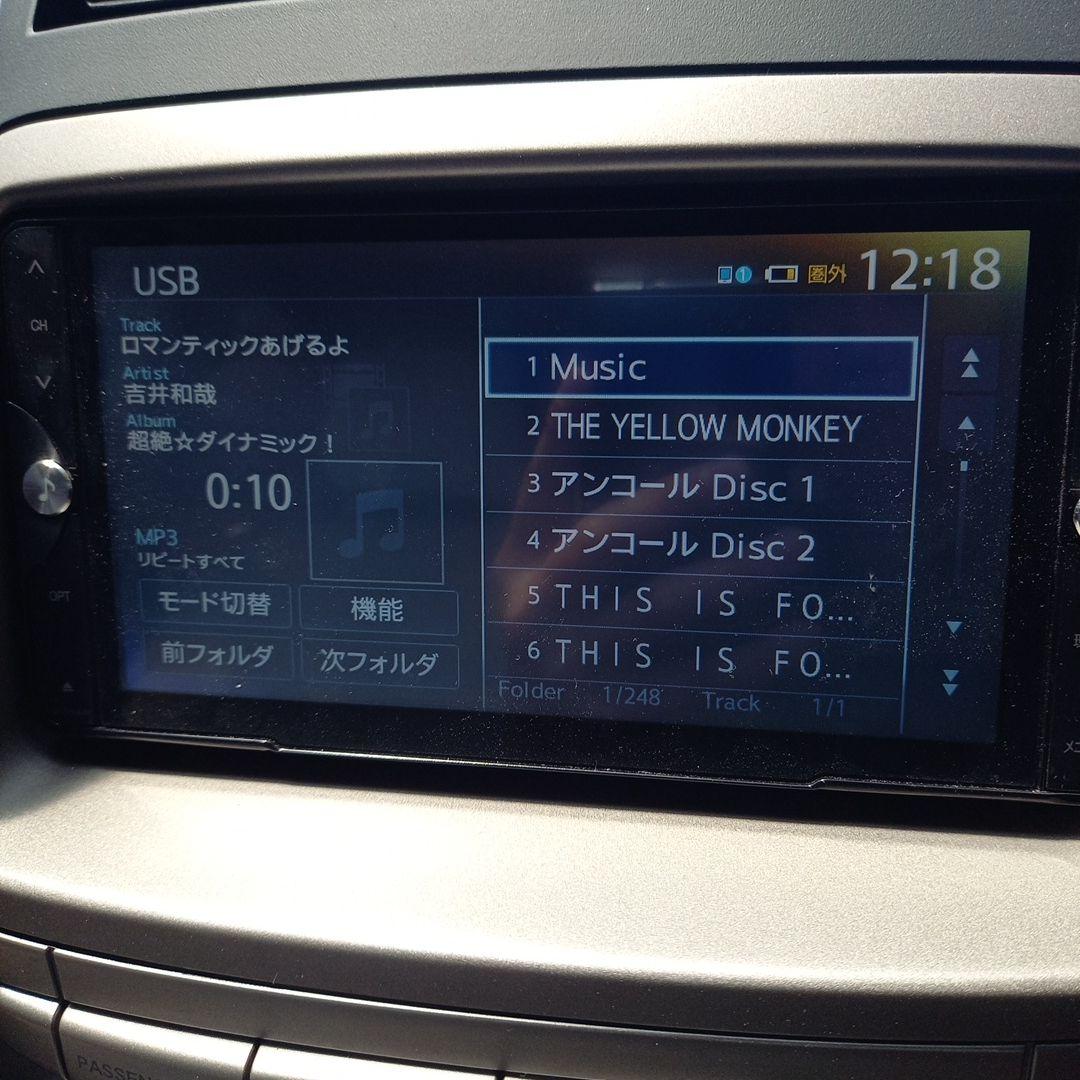 USB
1
圏外
12:18
CH
Track
ロマンティックあげるよ
Artist
吉井和哉
Album
超絶☆ダイナミック!
0:10
MP3
リピートすべて
モード切替
機能
前フォルダ
次フォルダ
1 Music
2 THE YELLOW MONKEY
3 アンコール Disc 1
4 アンコール Disc 2
5 THIS IS FO...
6 THIS IS FO...
Folder 1/248 Track 1/1
OPT